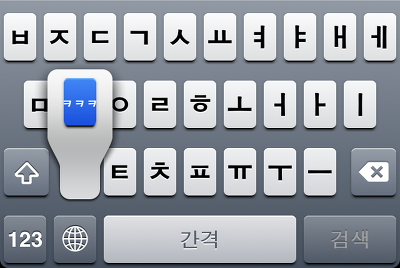 ㅂ ㅈ ㄷ ㄱ ㅅ ㅛ ㅕ ㅑ ㅐ ㅔ
ㅁ ㅋㅋㅋ ㅇ ㄹ ㅎ ㅗ ㅓ ㅏ ㅣ
ㅌ ㅊ ㅍ ㅠ ㅜ ㅡ
123 간격 검색